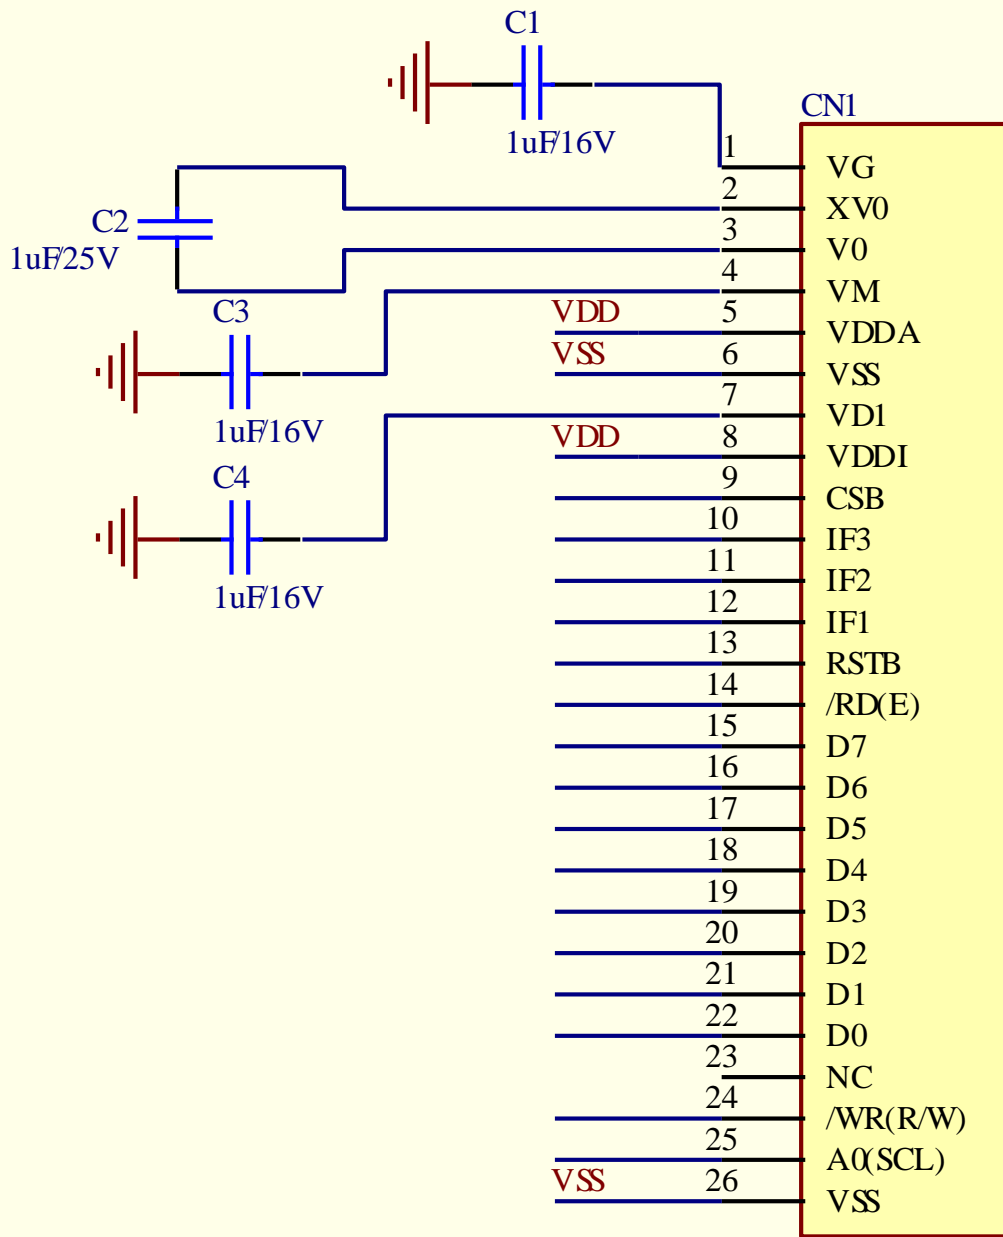 C1
1uF/16V
CN1
1 VG
2 XV0
C2
1uF/25V
3 V0
4 VM
C3
1uF/16V
VDD 5 VDDA
VSS 6 VSS
7 VD1
VDD 8 VDDI
C4
1uF/16V
9 CSB
10 IF3
11 IF2
12 IF1
13 RSTB
14 /RD(E)
15 D7
16 D6
17 D5
18 D4
19 D3
20 D2
21 D1
22 D0
23 NC
24 /WR(R/W)
25 A0(SCL)
VSS 26 VSS